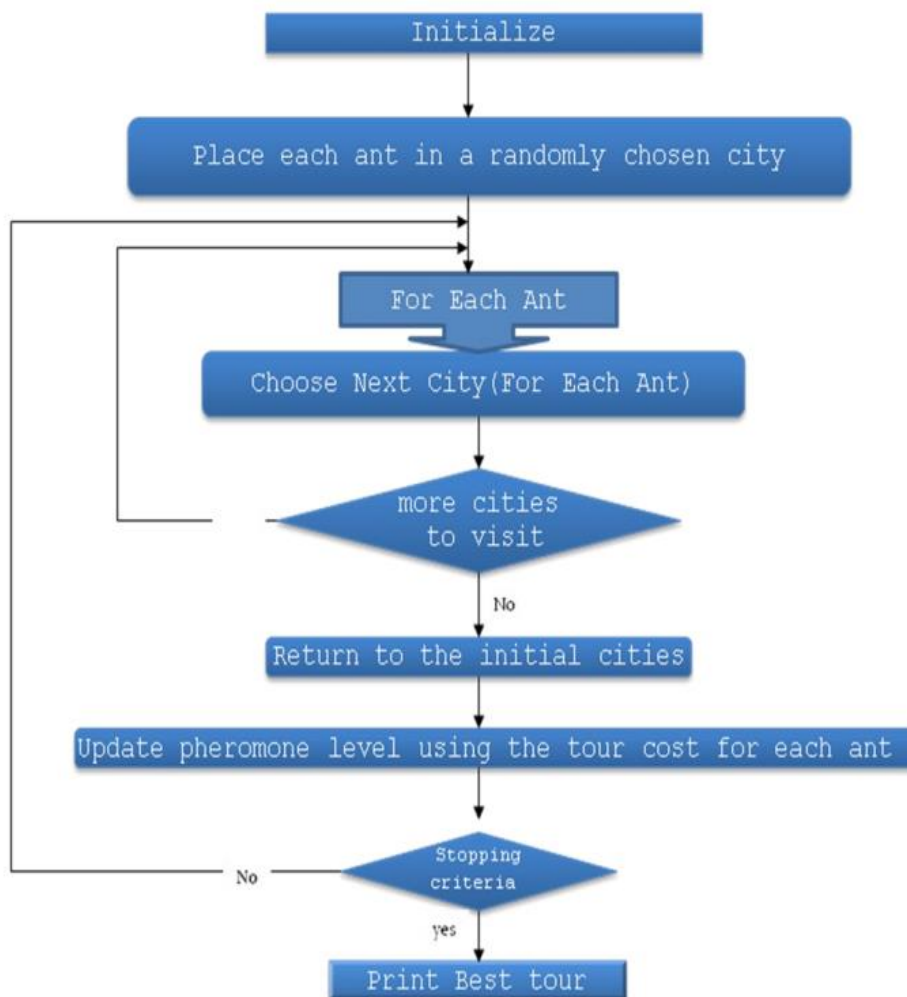 Initialize
Place each ant in a randomly chosen city
For Each Ant
Choose Next City(For Each Ant)
more cities
to visit
No
Return to the initial cities
Update pheromone level using the tour cost for each ant
Stopping
criteria
No
yes
Print Best tour